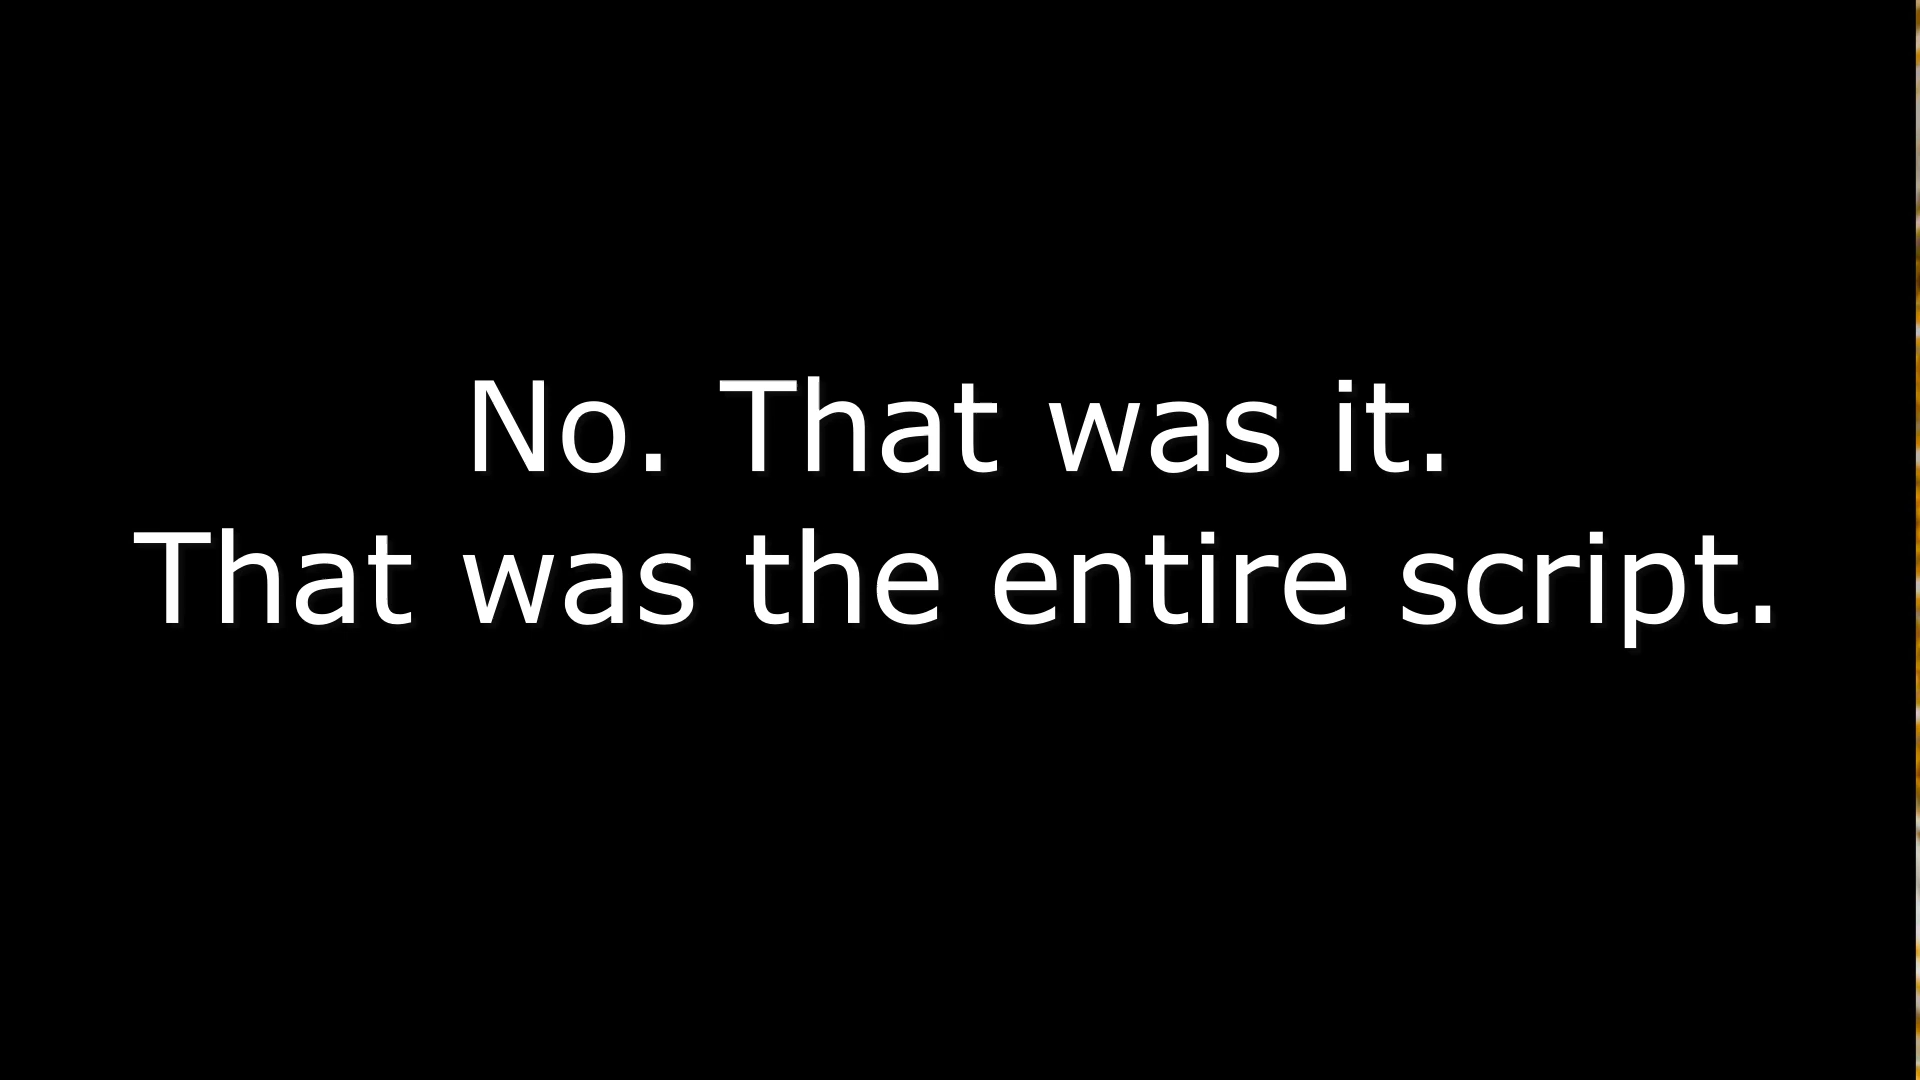 No. That was it.
That was the entire script.